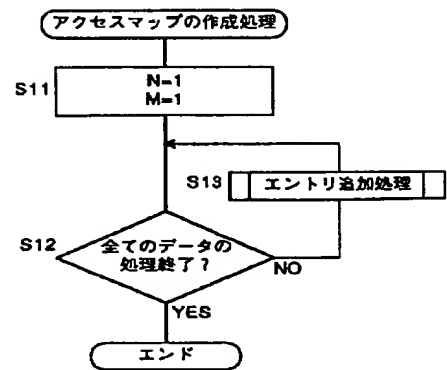 アクセスマップの作成処理
S11
N=1
M=1
S13
エントリ追加処理
S12
全てのデータの
処理終了?
NO
YES
エンド